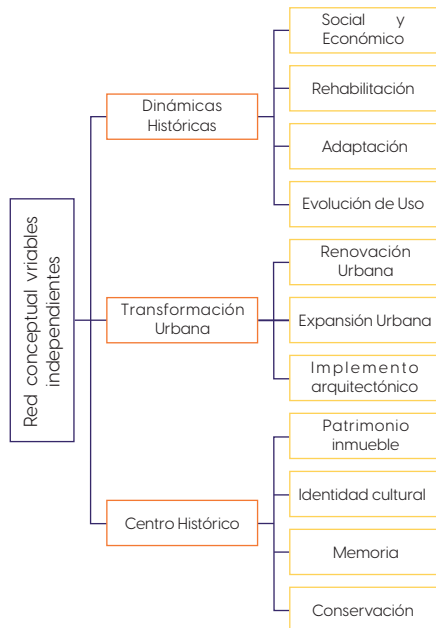 Red conceptual vriables
independientes
Dinámicas
Históricas
Social y
Económico
Rehabilitación
Adaptación
Evolución de Uso
Transformación
Urbana
Renovación
Urbana
Expansión Urbana
Implemento
arquitectónico
Centro Histórico
Patrimonio
inmueble
Identidad cultural
Memoria
Conservación